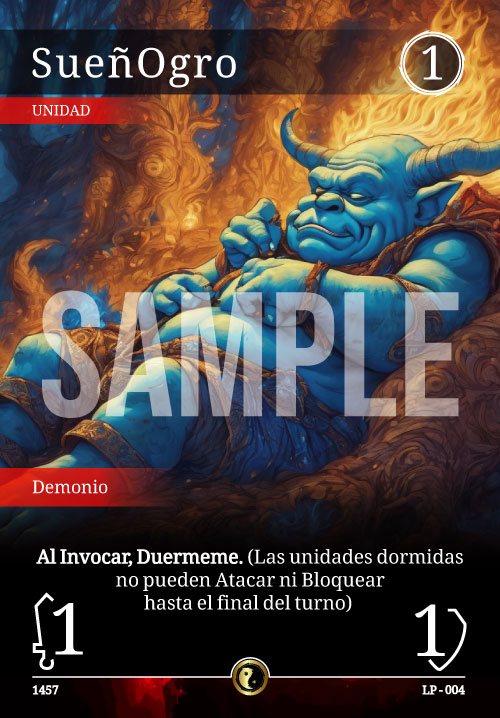 SueñOgro
1
UNIDAD
SAMPLE
Demonio
Al Invocar, Duermeme. (Las unidades dormidas
no pueden Atacar ni Bloquear
hasta el final del turno)
1
1
1457
LP - 004